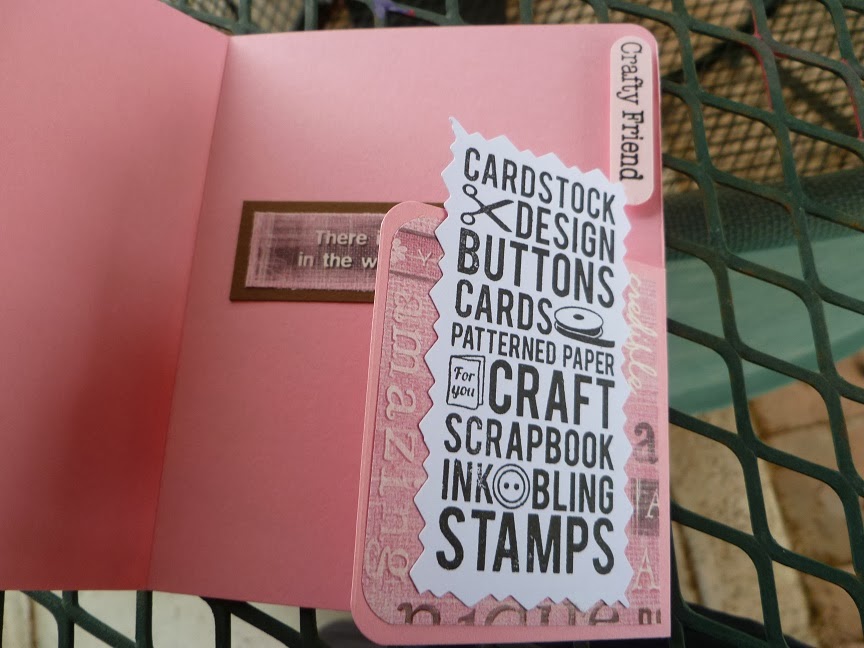 Crafty Friend
CARDSTOCK
DESIGN
BUTTONS
CARDS
PATTERNED PAPER
For
you
CRAFT
SCRAPBOOK
INK BLING
STAMPS
There
in the
amazing
a
A
A